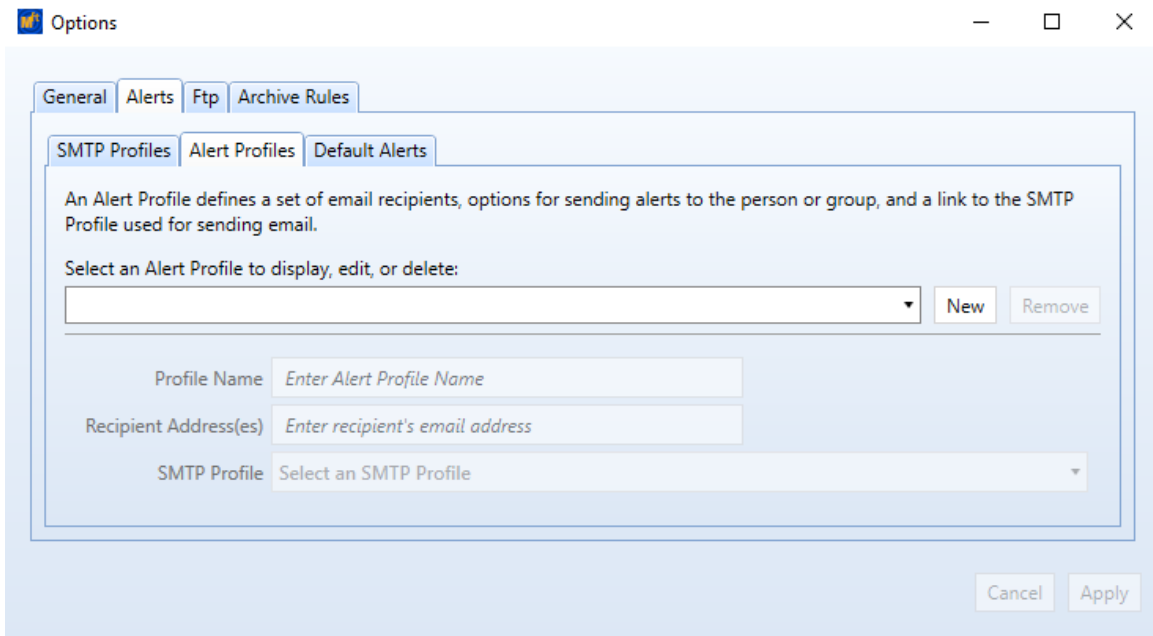 Mft Options
General Alerts Ftp Archive Rules
SMTP Profiles Alert Profiles Default Alerts
An Alert Profile defines a set of email recipients, options for sending alerts to the person or group, and a link to the SMTP
Profile used for sending email.
Select an Alert Profile to display, edit, or delete:
New Remove
Profile Name Enter Alert Profile Name
Recipient Address(es) Enter recipient's email address
SMTP Profile Select an SMTP Profile
Cancel Apply